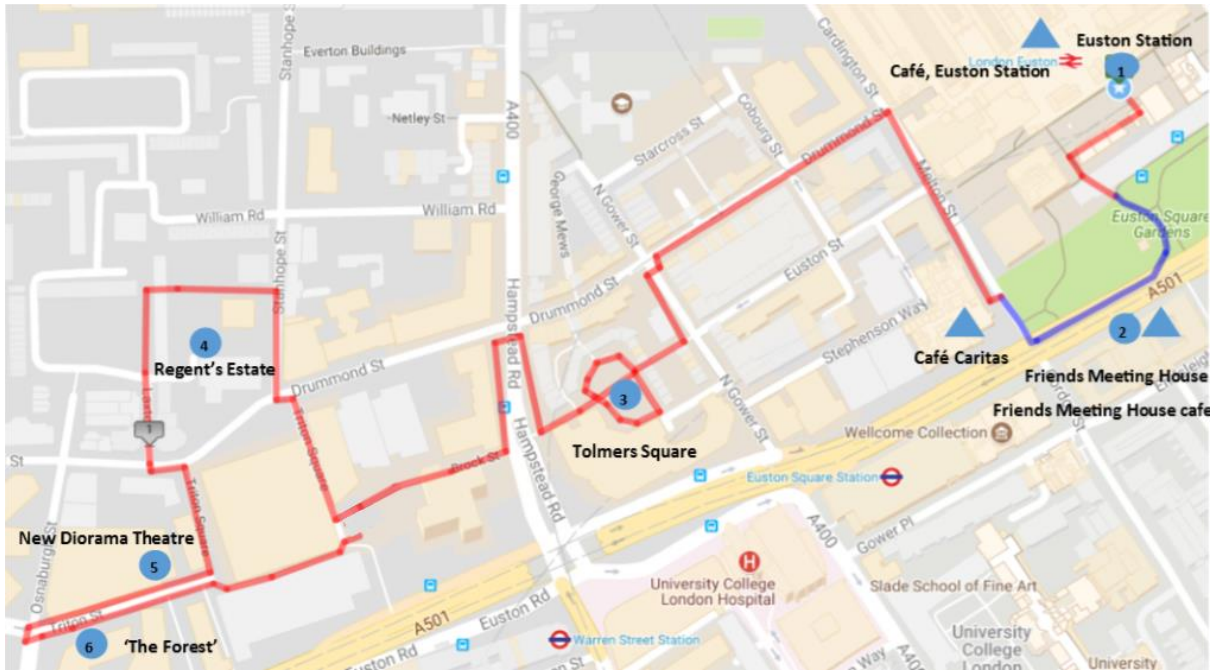 Stanhope St
Everton Buildings
A400
Netley St
Starcross St
Cobourg St
Cardington St
Euston Station
London Euston
Café, Euston Station
1
Drummond St
Melton St
George Mews
N Gower St
William Rd
William Rd
Stanhope St
Euston Square
Gardens
Euston St
A501
Drummond St
Hampstead Rd
Stephenson Way
4
Regent's Estate
2
Café Caritas
Friends Meeting House
Drummond St
3
N Gower St
Friends Meeting House cafe
1
Triton Square
Tolmers Square
Wellcome Collection
St
Brock St
Hampstead Rd
Euston Square Station
Triton Square
A400
Gower Pl
New Diorama Theatre
5
Osnaburgh St
H
University College
London Hospital
Slade School of Fine Art
Triton St
A501
Euston Rd
6
'The Forest'
Warren Street Station
Euston Rd
Way
A400
University
College
London
University